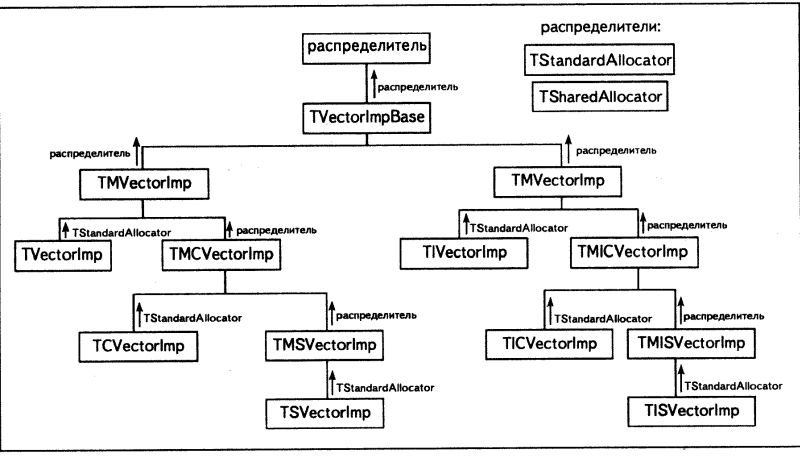 распределители:
распределитель
TStandardAllocator
распределитель
TSharedAllocator
TVectorImpBase
распределитель
распределитель
TMVectorImp
TMVectorImp
TStandardAllocator
распределитель
TStandardAllocator
распределитель
TVectorImp
TMCVectorImp
TIVectorImp
TMICVectorImp
TStandardAllocator
распределитель
TStandardAllocator
распределитель
TCVectorImp
TMSVectorImp
TICVectorImp
TMISVectorImp
TStandardAllocator
TStandardAllocator
TSVectorImp
TISVectorImp